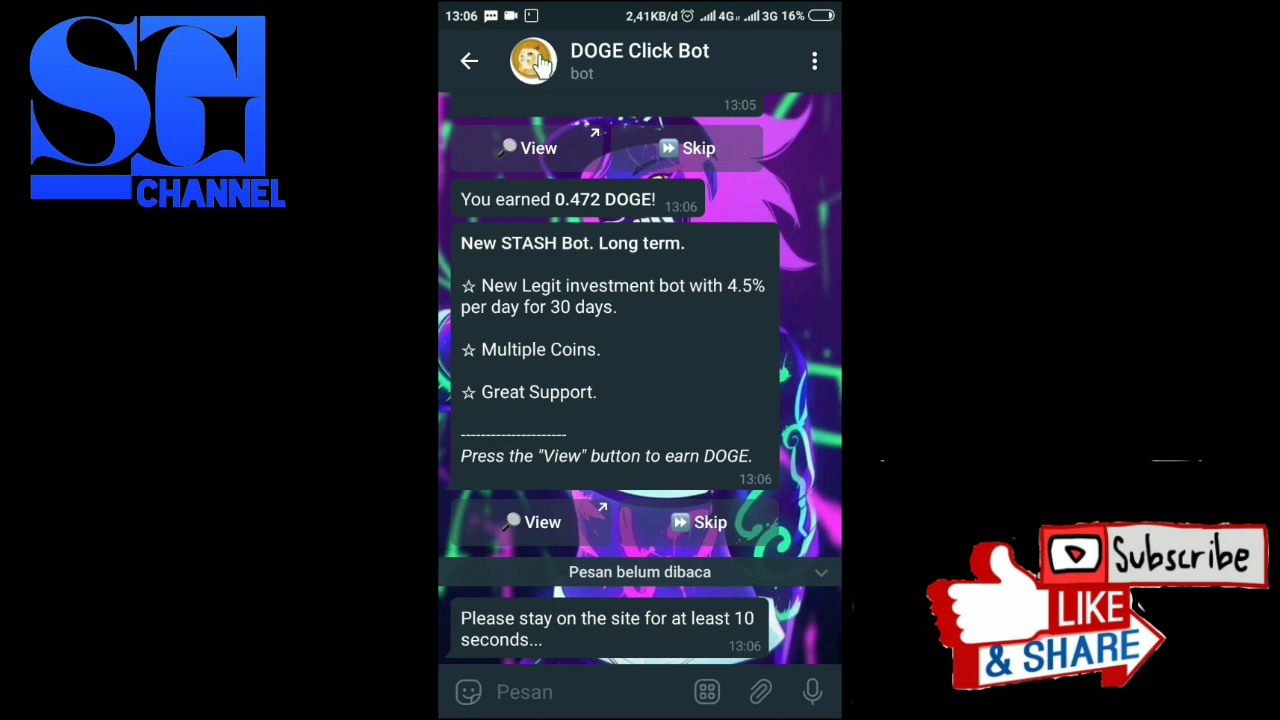 SG
CHANNEL
13:06
2,41KB/d 4G 3G 16%
DOGE Click Bot
bot
13:05
View
Skip
You earned 0.472 DOGE!
13:06
New STASH Bot. Long term.
☆ New Legit investment bot with 4.5%
per day for 30 days.
☆ Multiple Coins.
☆ Great Support.
---------------------
Press the "View" button to earn DOGE.
13:06
View
Skip
Pesan belum dibaca
Please stay on the site for at least 10
seconds...
13:06
Pesan
Subscribe
LIKE
& SHARE